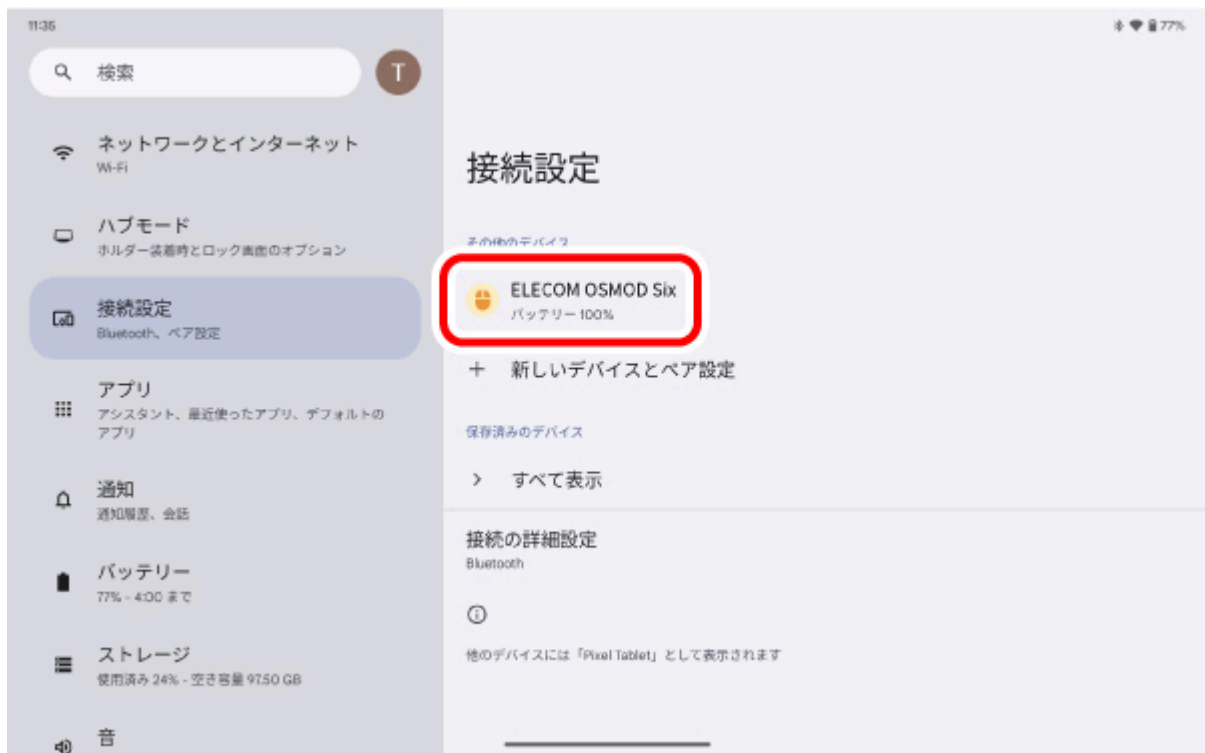 11:35
77%
検索
T
ネットワークとインターネット
Wi-Fi
ハブモード
ホルダー装着時とロック画面のオプション
接続設定
Bluetooth、ペア設定
アプリ
アシスタント、最近使ったアプリ、デフォルトの
アプリ
通知
通知履歴、会話
バッテリー
77% - 4:00 まで
ストレージ
使用済み 24% - 空き容量 97.50 GB
音
接続設定
その他のデバイス
ELECOM OSMOD Six
バッテリー 100%
+ 新しいデバイスとペア設定
保存済みのデバイス
すべて表示
接続の詳細設定
Bluetooth
他のデバイスには「Pixel Tablet」として表示されます